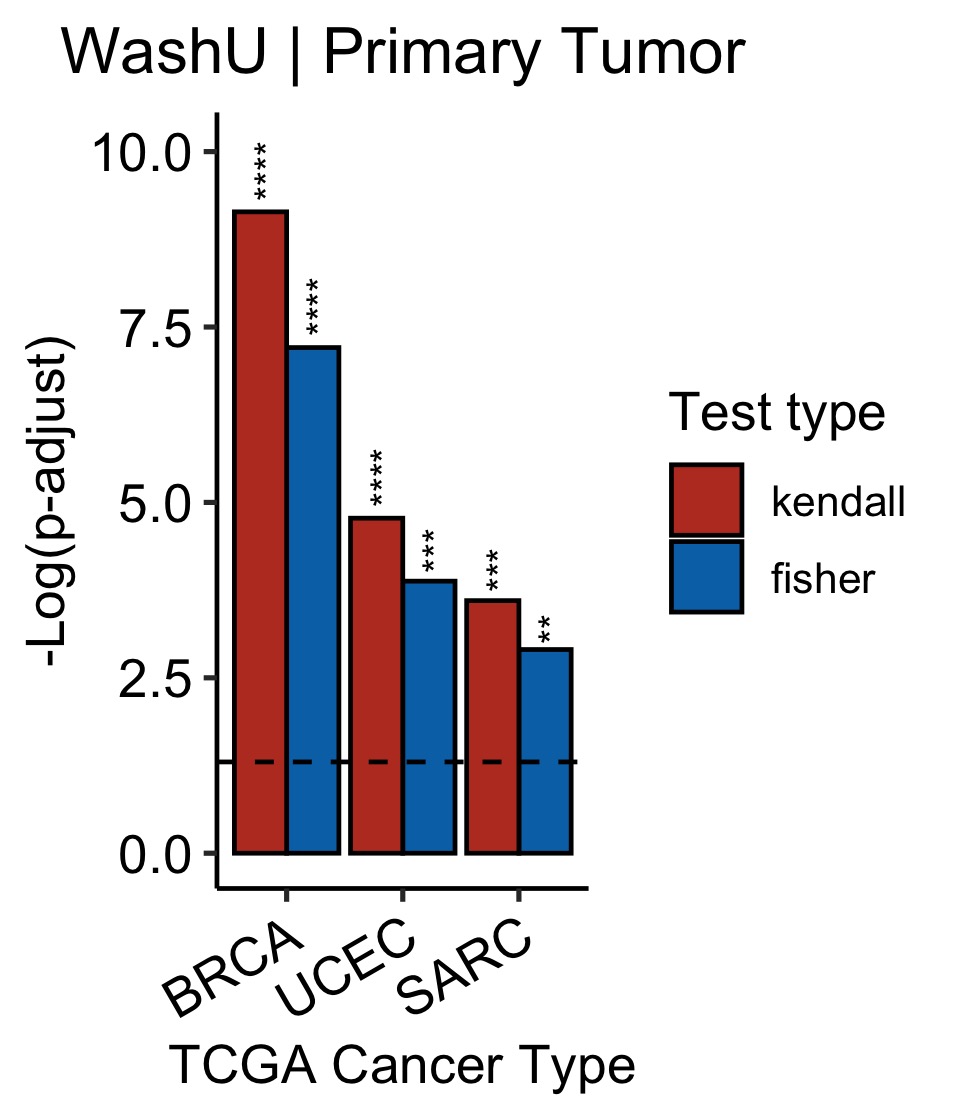 WashU | Primary Tumor
-Log(p-adjust)
10.0
7.5
5.0
2.5
0.0
****
****
****
***
***
**
BRCA
UCEC
SARC
TCGA Cancer Type
Test type
kendall
fisher